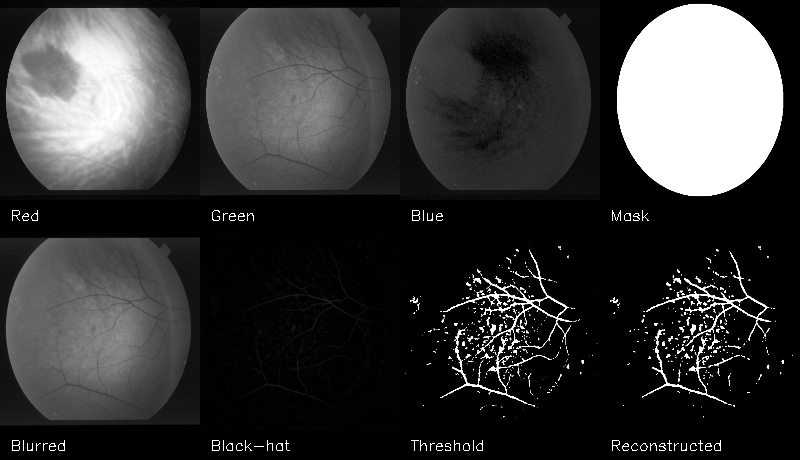 Red
Green
Blue
Mask
Blurred
Black-hat
Threshold
Reconstructed